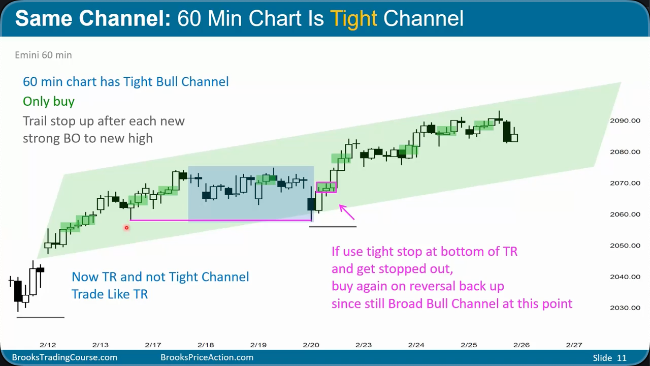 Same Channel: 60 Min Chart Is Tight Channel
Emini 60 min
60 min chart has Tight Bull Channel
Only buy
Trail stop up after each new
strong BO to new high
2090.00
2080.00
2070.00
2060.00
2050.00
2040.00
2030.00
If use tight stop at bottom of TR
and get stopped out,
buy again on reversal back up
since still Broad Bull Channel at this point
Now TR and not Tight Channel
Trade Like TR
2/12
2/13
2/17
2/18
2/19
2/20
2/23
2/24
2/25
2/26
2/27
BrooksTradingCourse.com
BrooksPriceAction.com
Slide 11